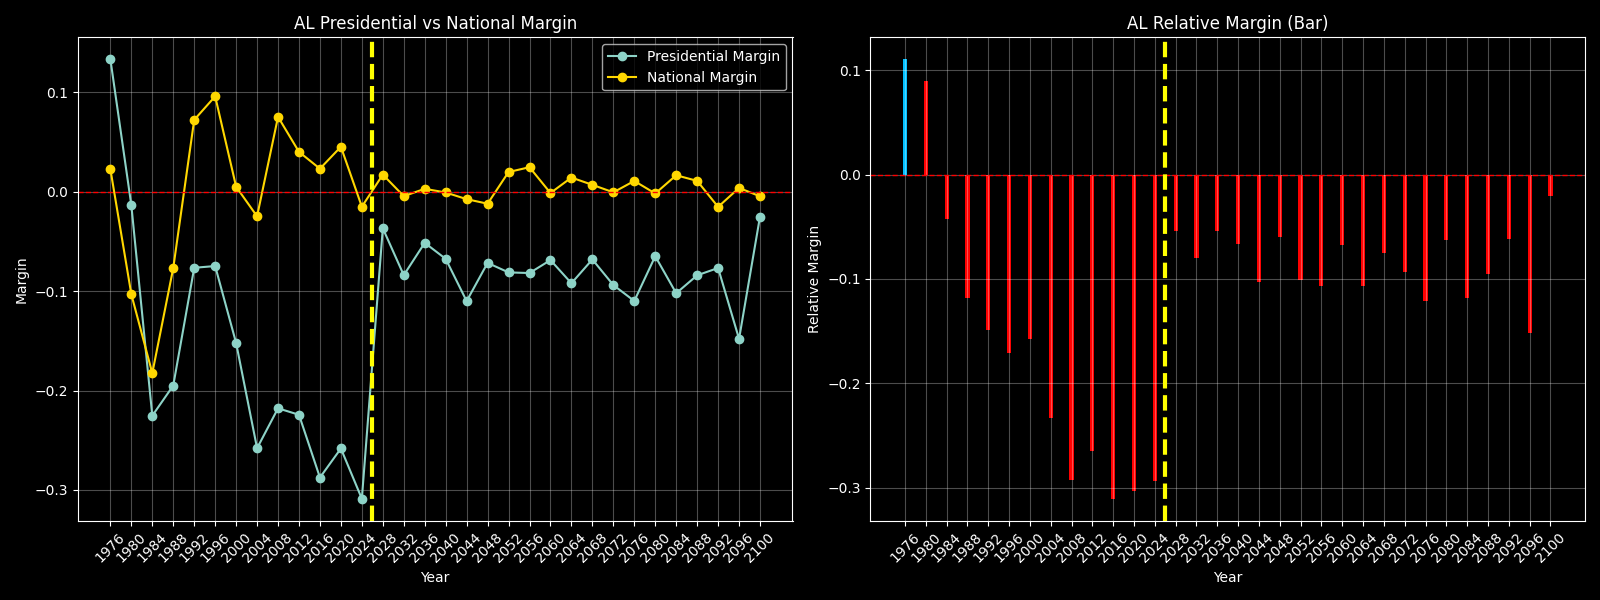 AL Presidential vs National Margin
Presidential Margin
National Margin
Margin
0.1
0.0
−0.1
−0.2
−0.3
1976 1980 1984 1988 1992 1996 2000 2004 2008 2012 2016 2020 2024 2028 2032 2036 2040 2044 2048 2052 2056 2060 2064 2068 2072 2076 2080 2084 2088 2092 2096 2100
Year
AL Relative Margin (Bar)
Relative Margin
0.1
0.0
−0.1
−0.2
−0.3
1976 1980 1984 1988 1992 1996 2000 2004 2008 2012 2016 2020 2024 2028 2032 2036 2040 2044 2048 2052 2056 2060 2064 2068 2072 2076 2080 2084 2088 2092 2096 2100
Year